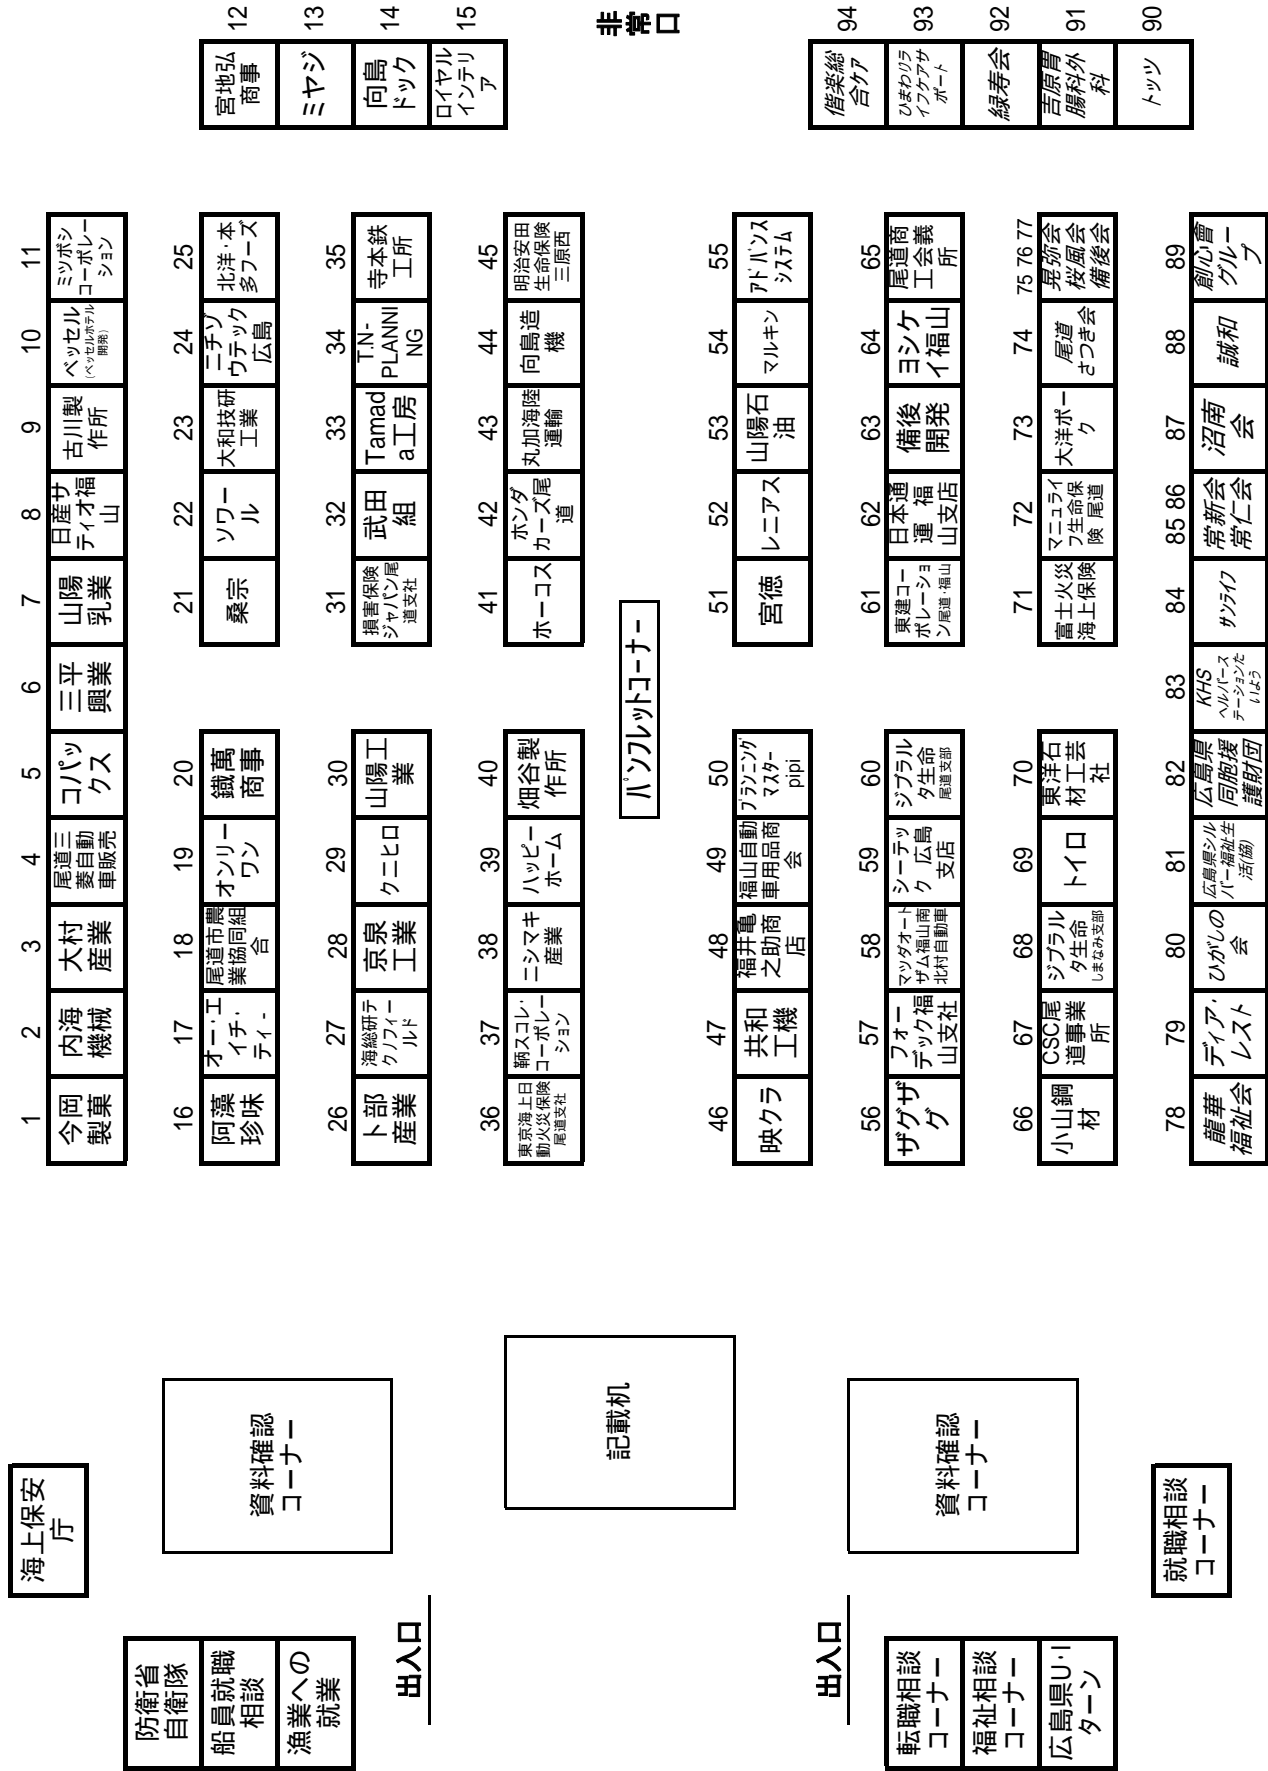 1
今岡
製菓
2
内海
機械
3
大村
産業
4
尾道三
菱自動
車販売
5
コパッ
クス
6
三平
興業
7
山陽
乳業
8
日産サ
ティオ福
山
9
古川製
作所
10
ベッセル
(ベッセルホテル
開発)
11
ミツボシ
コーポレー
ション
12
宮地弘
商事
13
ミヤジ
14
向島
ドック
15
ロイヤル
インテリ
ア
16
阿藻
珍味
17
オー・エ
イチ・
ティ-
18
尾道市農
業協同組
合
19
オンリー
ワン
20
鐵萬
商事
21
桑宗
22
ソワー
ル
23
大和技研
工業
24
ニチゾ
ウテック
広島
25
北洋・本
多フーズ
26
ト部
産業
27
海総研テ
クノフィー
ルド
28
京泉
工業
29
クニヒロ
30
山陽工
業
31
損害保険
ジャパン尾
道支社
32
武田
組
33
Tamad
a工房
34
T.N-
PLANNI
NG
35
寺本鉄
工所
36
東京海上日
動火災保険
尾道支社
37
鞆スコレ・
コーポレー
ション
38
ニシマキ
産業
39
ハッピー
ホーム
40
畑谷製
作所
41
ホーコス
42
ホンダ
カーズ尾
道
43
丸加海陸
運輸
44
向島造
機
45
明治安田
生命保険
三原西
非常口
パンフレットコーナー
46
映クラ
47
共和
工機
48
福井亀
之助商
店
49
福山自動
車用品商
会
50
プランニング
マスター
pipi
51
宮徳
52
レニアス
53
山陽石
油
54
マルキン
55
アドバンス
システム
56
ザグザ
グ
57
フォー
デック福
山支社
58
マツダオート
ザム福山南
北村自動車
59
シーテッ
ク 広島
支店
60
ジブラル
タ生命
尾道支部
61
東建コー
ポレーショ
ン尾道・福山
62
日本通
運 福
山支店
63
備後
開発
64
ヨシケ
イ福山
65
尾道商
工会義
所
66
小山鋼
材
67
CSC尾
道事業
所
68
ジブラル
タ生命
しまなみ支部
69
トイロ
70
東洋石
材工芸
社
71
富士火災
海上保険
72
マニュライ
フ生命保
険 尾道
73
大洋ポー
ク
74
尾道
さつき会
75 76 77
晃弥会
桜風会
備後会
78
龍華
福祉会
79
ディア・
レスト
80
ひがしの
会
81
広島県シル
バー福祉生
活(協)
82
広島県
同胞援
護財団
83
KHS
ヘルパース
テーションた
いよう
84
サンライフ
85 86
常新会
常仁会
87
沼南
会
88
誠和
89
創心會
グルー
プ
90
トッツ
91
吉原胃
腸科外
科
92
緑寿会
93
ひまわりラ
イフケアサ
ポート
94
偕楽総
合ケア
海上保安
庁
資料確認
コーナー
記載机
資料確認
コーナー
就職相談
コーナー
防衛省
自衛隊
船員就職
相談
漁業への
就業
出入口
出入口
転職相談
コーナー
福祉相談
コーナー
広島県U・I
ターン